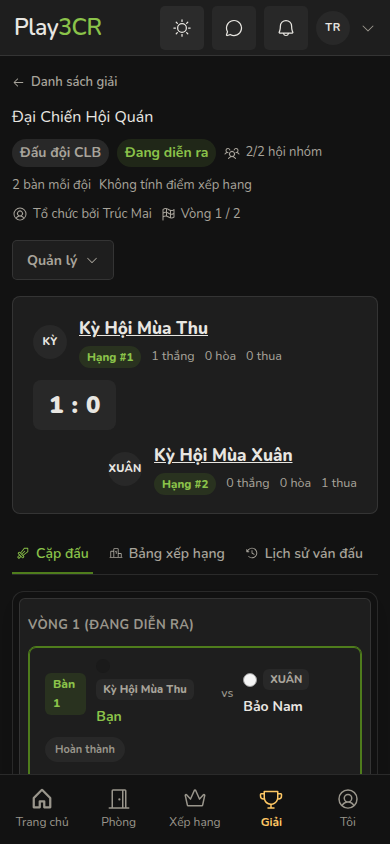 Play3CR
TR
← Danh sách giải
Đại Chiến Hội Quán
Đấu đội CLB Đang diễn ra 2/2 hội nhóm
2 bàn mỗi đội Không tính điểm xếp hạng
Tổ chức bởi Trúc Mai Vòng 1 / 2
Quản lý
KỲ
Kỳ Hội Mùa Thu
Hạng #1 1 thắng 0 hòa 0 thua
1 : 0
XUÂN
Kỳ Hội Mùa Xuân
Hạng #2 0 thắng 0 hòa 1 thua
Cặp đấu Bảng xếp hạng Lịch sử ván đấu
VÒNG 1 (ĐANG DIỄN RA)
Bàn 1
Kỳ Hội Mùa Thu
Bạn
vs
XUÂN
Bảo Nam
Hoàn thành
Trang chủ Phòng Xếp hạng Giải Tôi